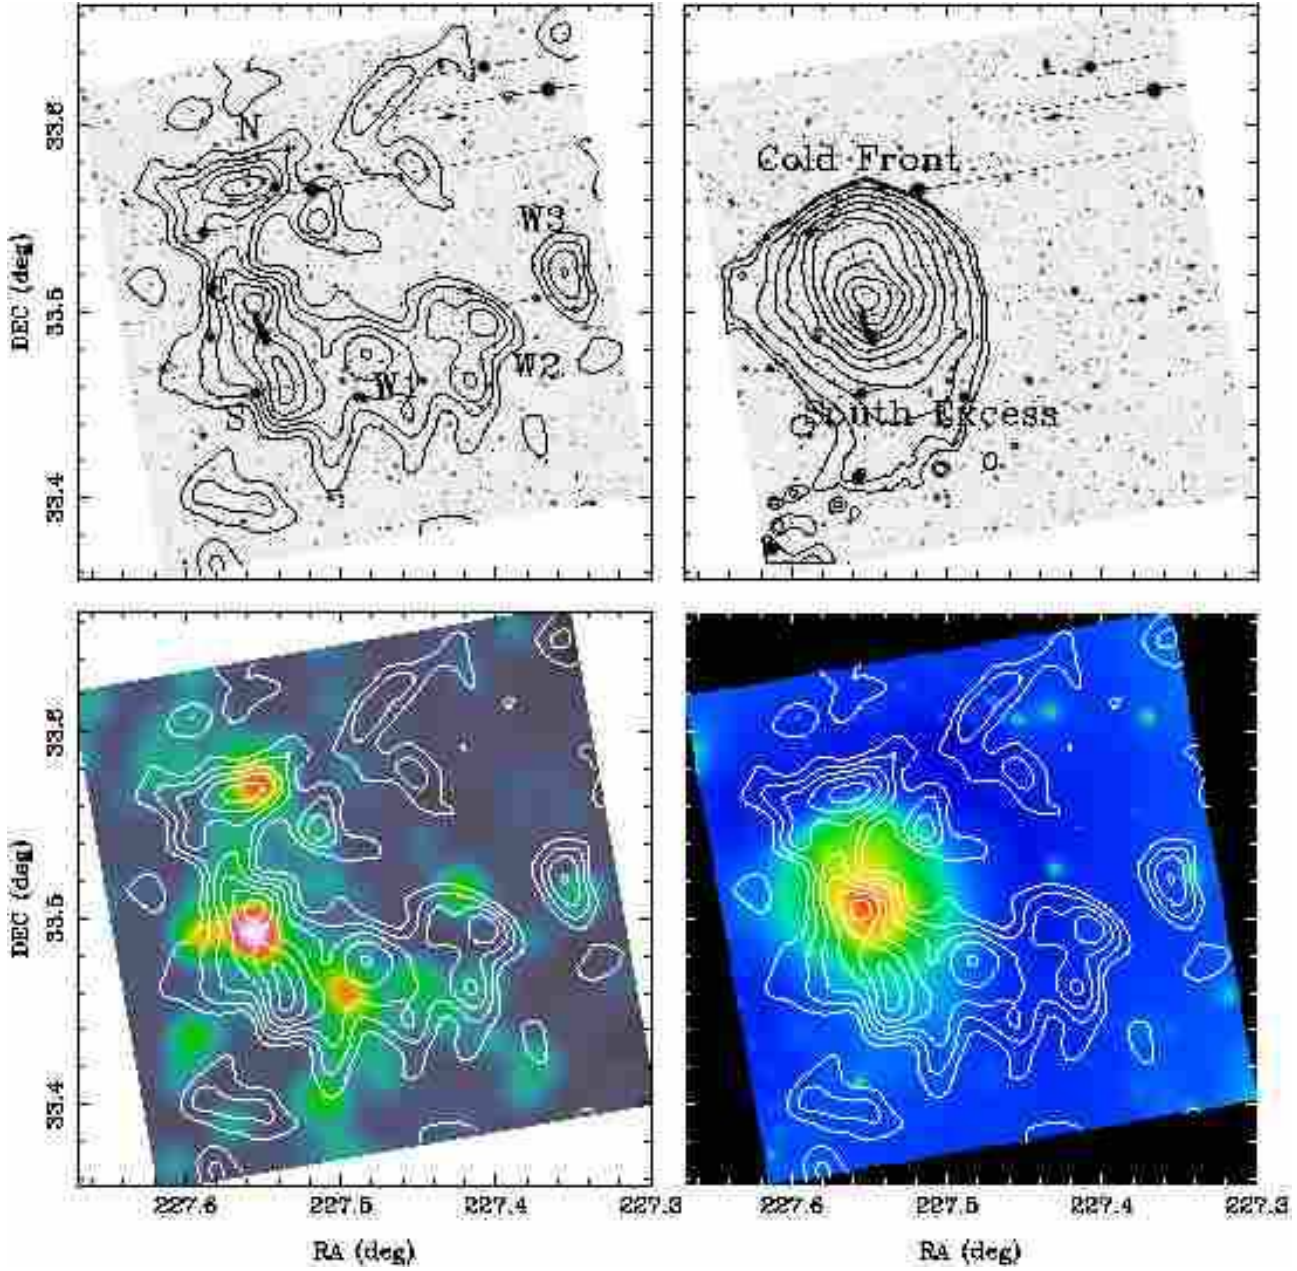 N
Cold Front
33.6
W3
C
33.5
DEC (deg)
W2
W1
S
South Excess
33.4
33.6
33.5
DEC (deg)
33.4
227.6 227.5 227.4 227.3
227.6 227.5 227.4 227.3
RA (deg)
RA (deg)